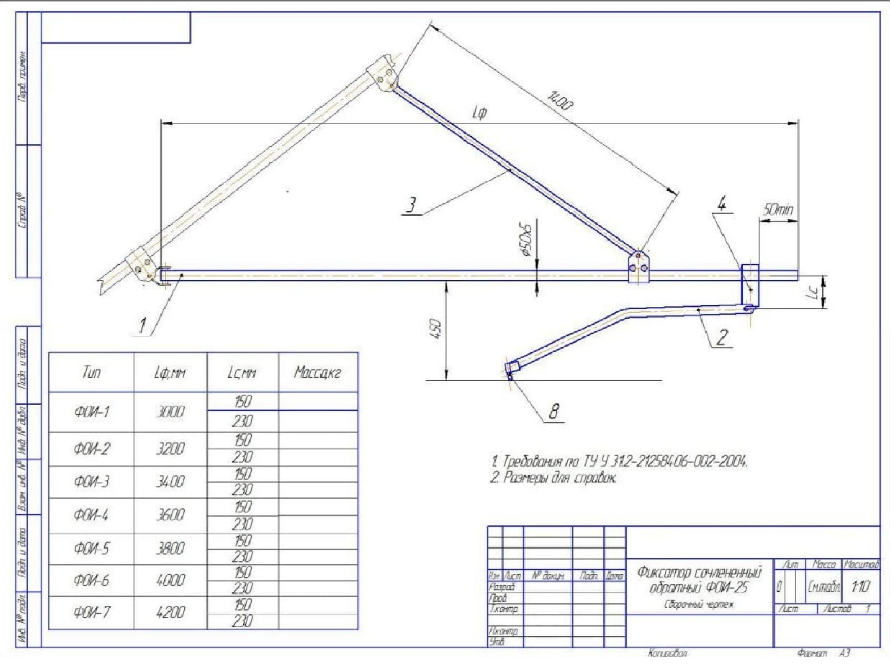 Перв. примен.
Справ. №
Подп. и дата
Инв. № дубл.
Взам. инв. №
Подп. и дата
Инв. № подл.
1400
Lф
3
4
50min
φ50x5
Lc
1
450
2
8
Тип Lф,мм Lс,мм Масса,кг
ФОИ-1 3000 150
230
ФОИ-2 3200 150
230
ФОИ-3 3400 150
230
ФОИ-4 3600 150
230
ФОИ-5 3800 150
230
ФОИ-6 4000 150
230
ФОИ-7 4200 150
230
1. Требования по ТУ У 31.2-21258406-002-2004.
2. Размеры для справок.
Изм. Лист № докум. Подп. Дата
Разраб.
Пров.
Т.контр.
Н.контр.
Утв.
Фиксатор сочлененный
обратный ФОИ-25
Сборочный чертеж
Лит. Масса Масштаб
См.табл. 1:10
Лист Листов 1
Копировал Формат А3